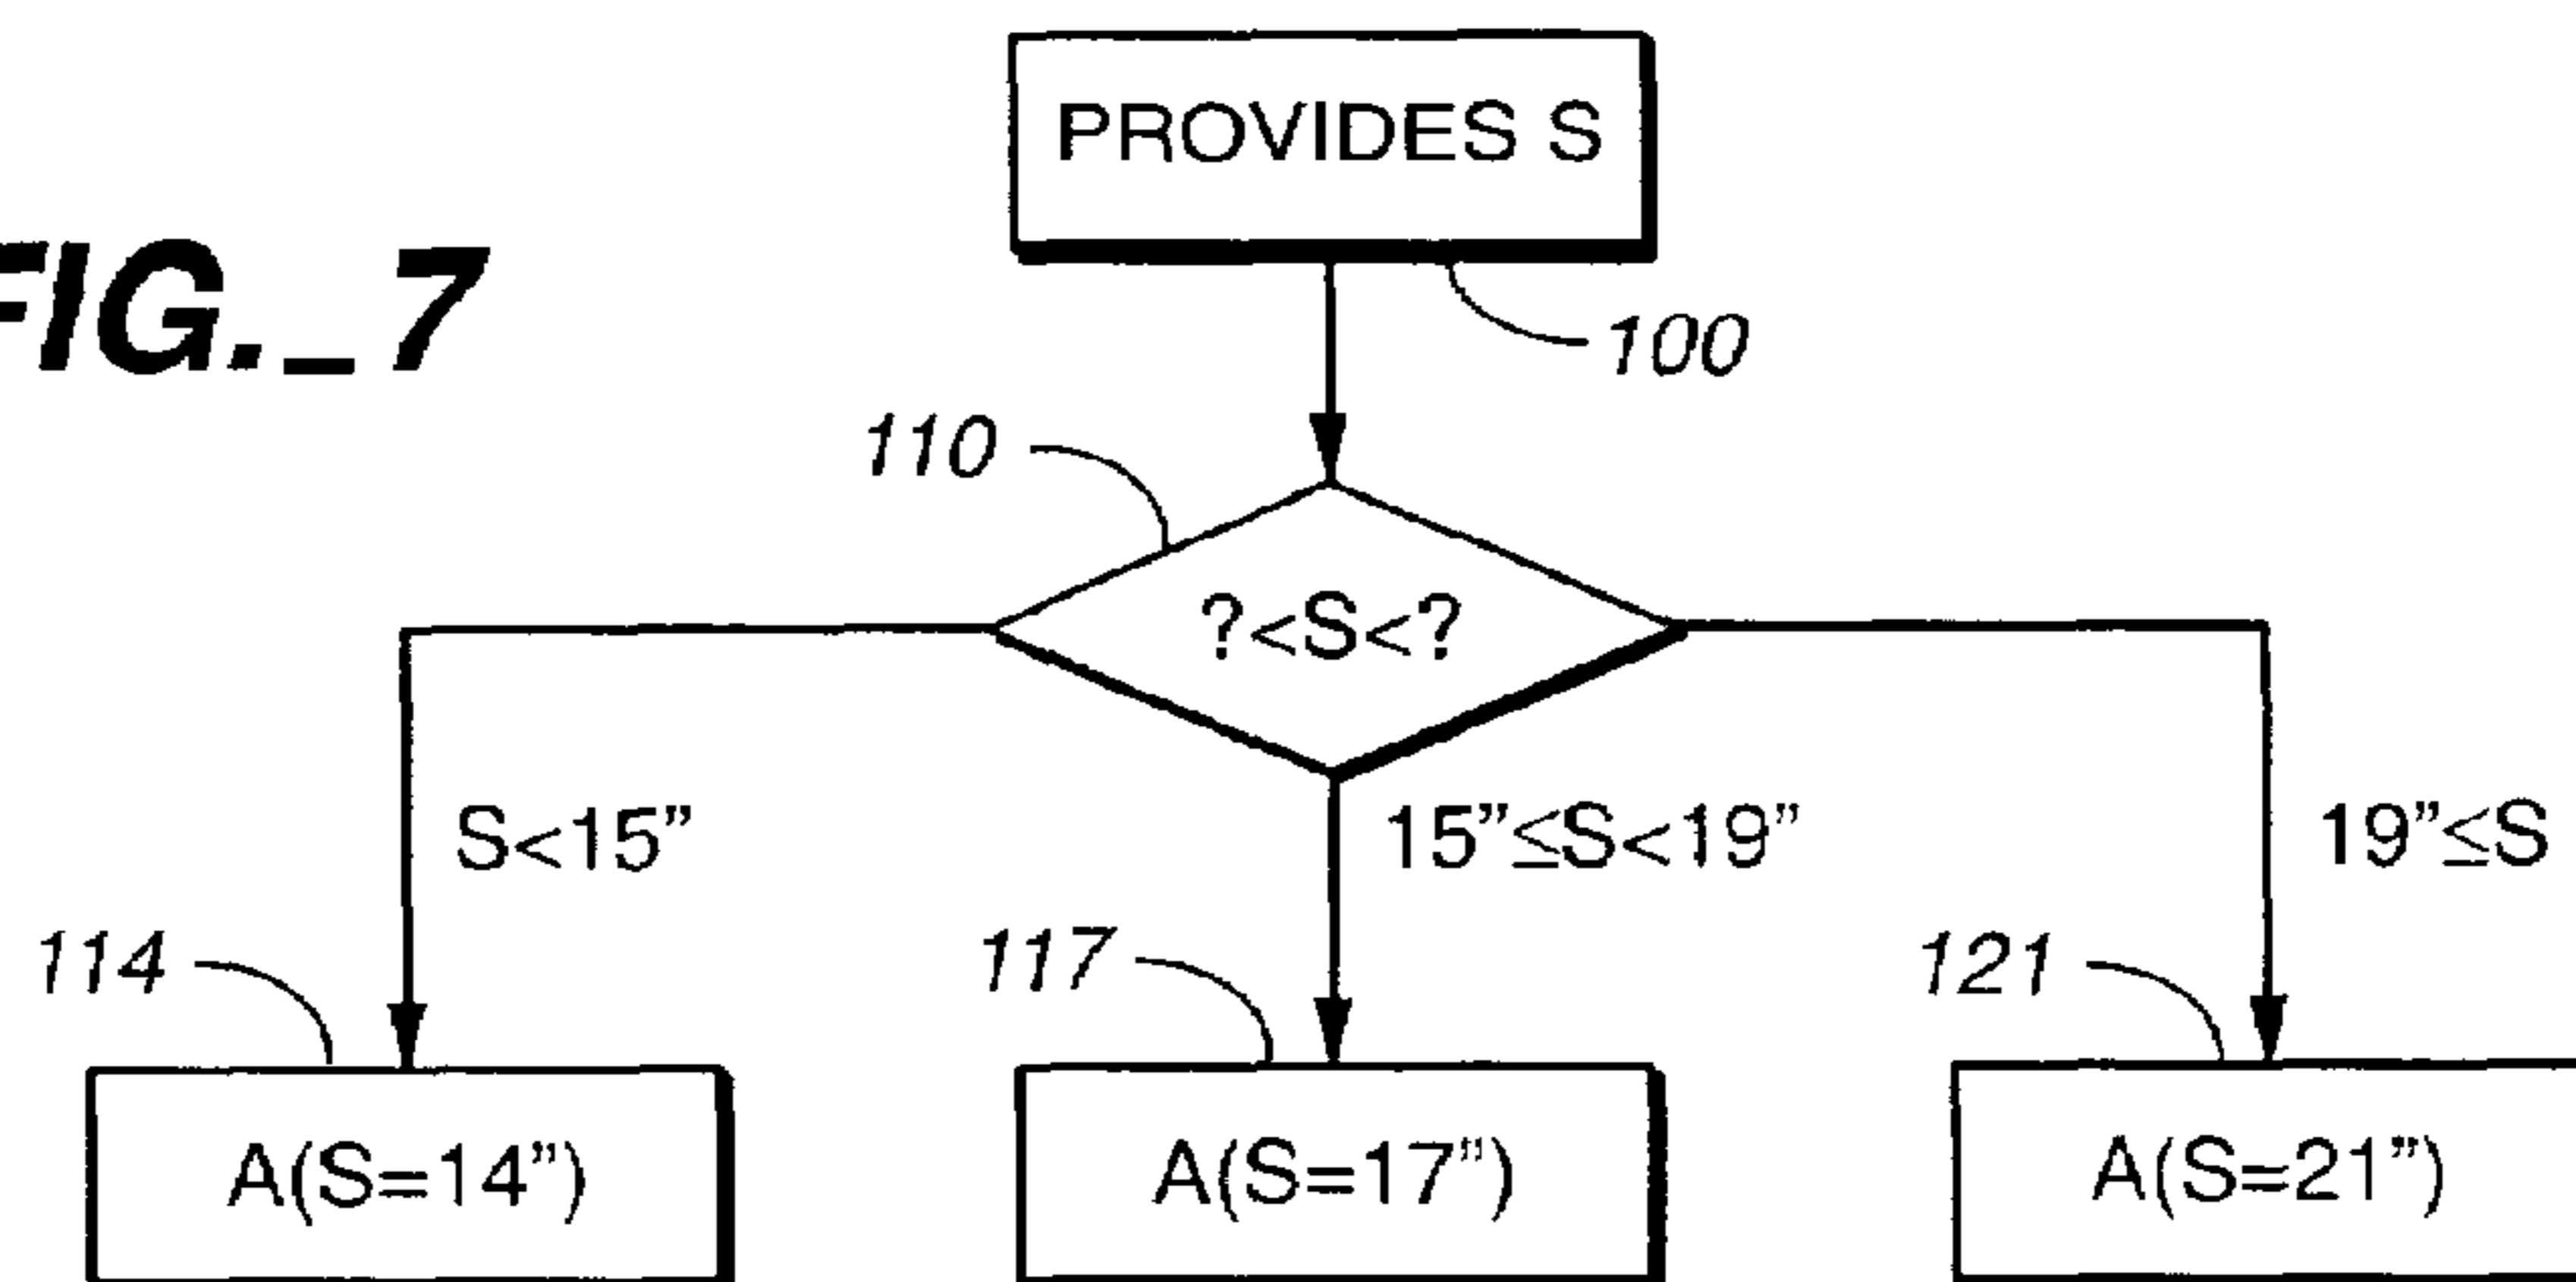 PROVIDES S
FIG._7
100
110
?<S<?
S<15”
15”≤S<19”
19”≤S
114
117
121
A(S=14”)
A(S=17”)
A(S=21”)